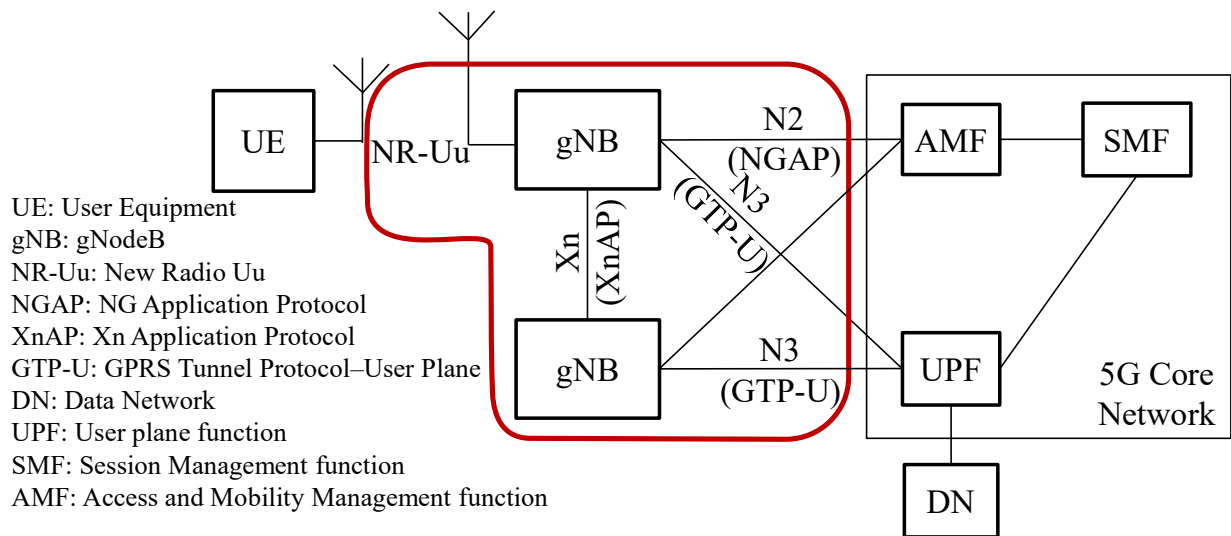 UE
NR-Uu
gNB
N2
(NGAP)
AMF
SMF
N3
(GTP-U)
Xn
(XnAP)
gNB
N3
(GTP-U)
UPF
5G Core
Network
DN
UE: User Equipment
gNB: gNodeB
NR-Uu: New Radio Uu
NGAP: NG Application Protocol
XnAP: Xn Application Protocol
GTP-U: GPRS Tunnel Protocol–User Plane
DN: Data Network
UPF: User plane function
SMF: Session Management function
AMF: Access and Mobility Management function